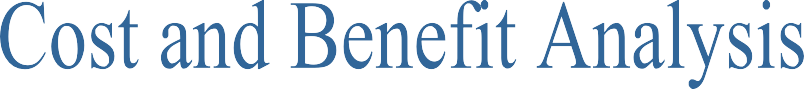 Cost and Benefit Analysis